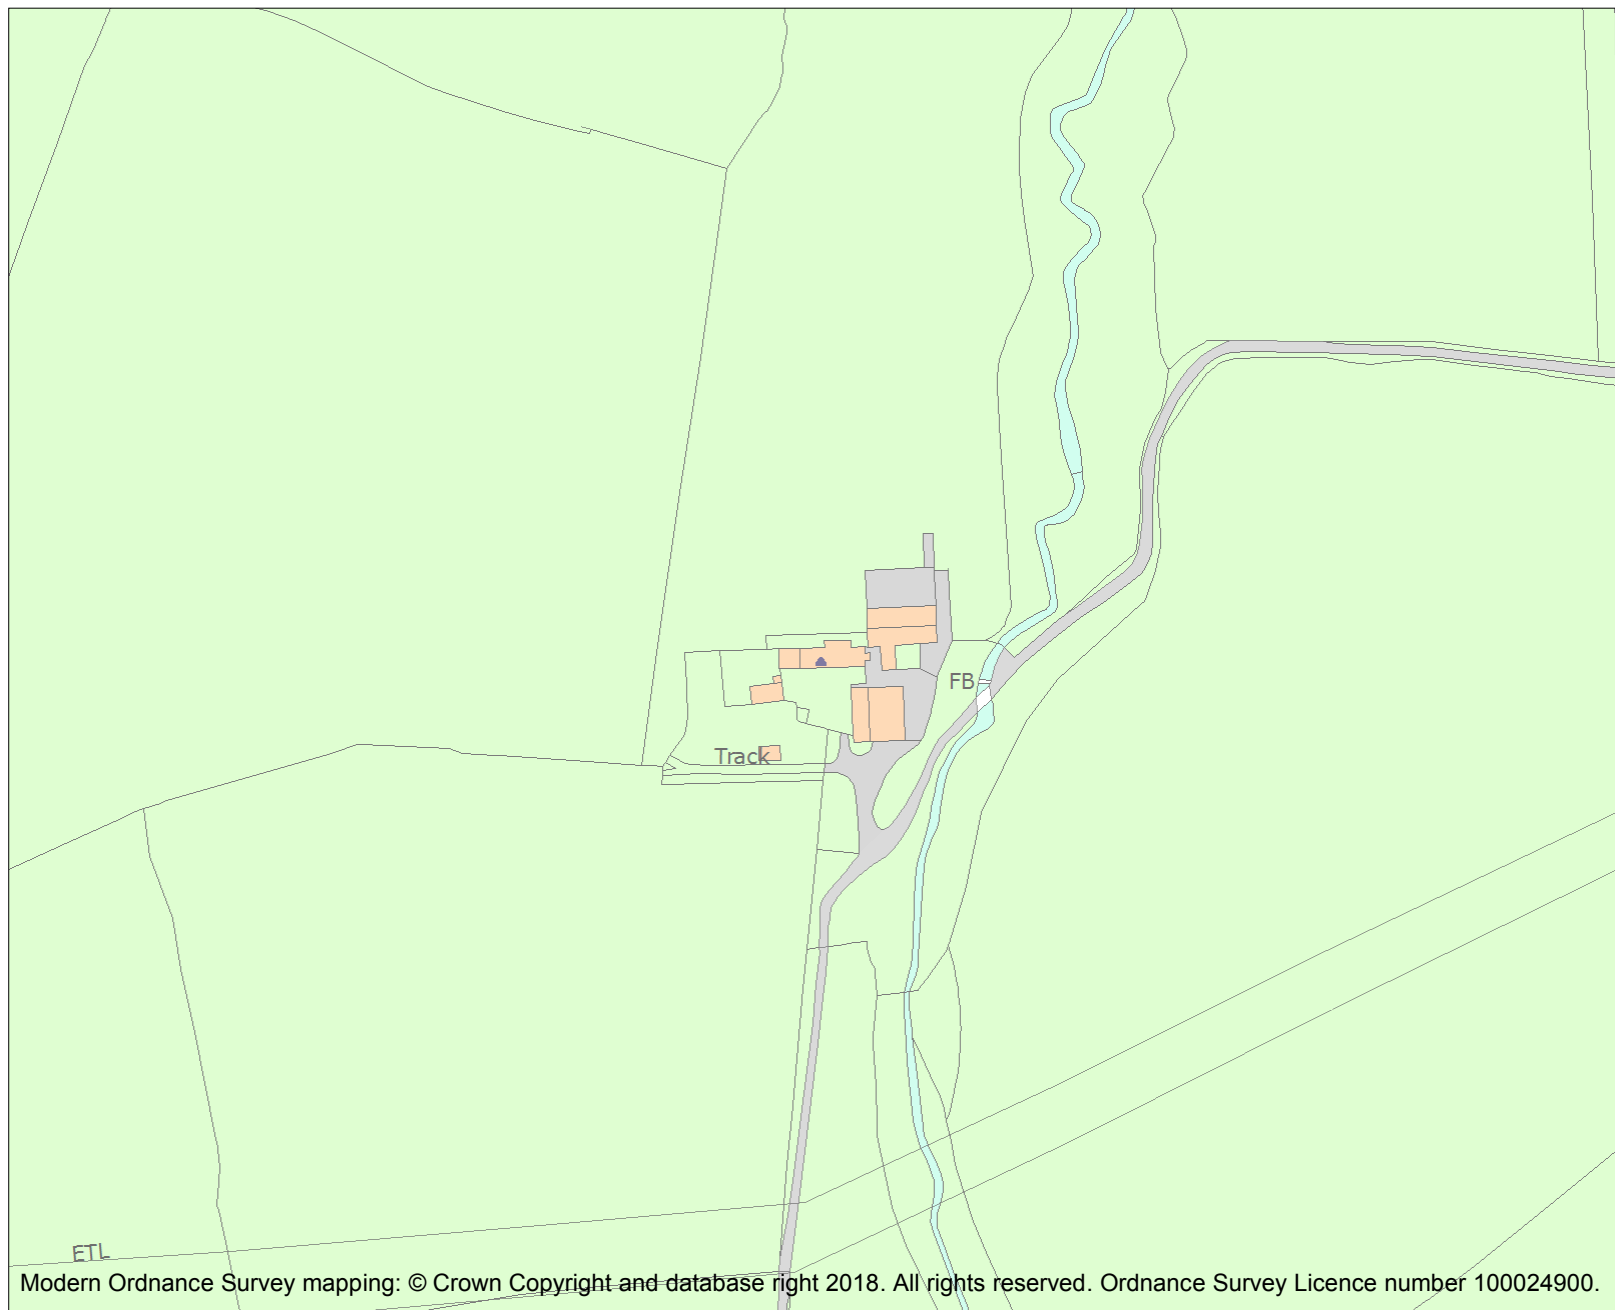 FB
Track
ETL
Modern Ordnance Survey mapping: © Crown Copyright and database right 2018. All rights reserved. Ordnance Survey Licence number 100024900.